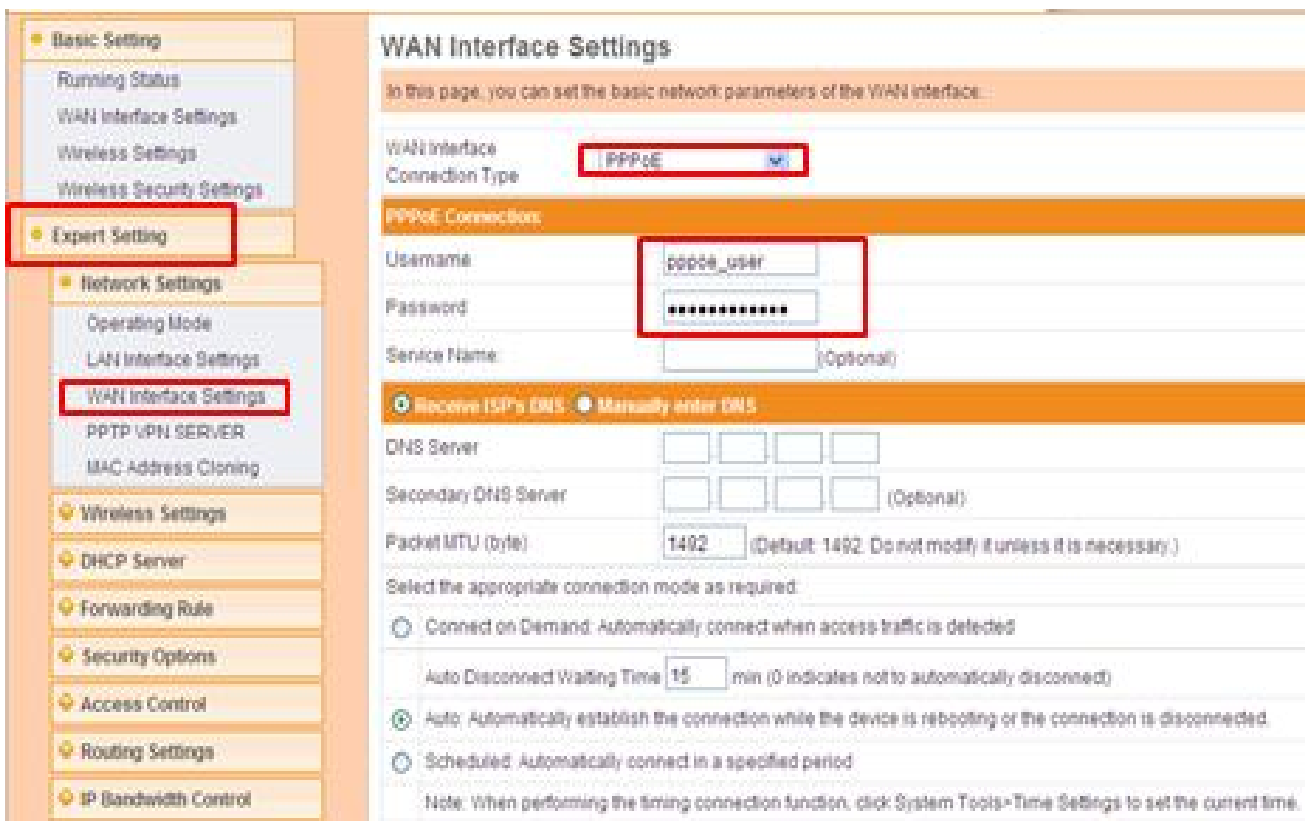 Basic Setting
Running Status
WAN Interface Settings
Wireless Settings
Wireless Security Settings
Expert Setting
Network Settings
Operating Mode
LAN Interface Settings
WAN Interface Settings
PPTP VPN SERVER
MAC Address Cloning
Wireless Settings
DHCP Server
Forwarding Rule
Security Options
Access Control
Routing Settings
IP Bandwidth Control
WAN Interface Settings
In this page, you can set the basic network parameters of the WAN interface.
WAN Interface
Connection Type
PPPoE
PPPoE Connection:
Username
pppoe_user
Password
••••••••••••
Service Name:
(Optional)
Receive ISP's DNS Manually enter DNS
DNS Server
Secondary DNS Server
(Optional)
Packet MTU (byte)
1492 (Default: 1492. Do not modify it unless it is necessary.)
Select the appropriate connection mode as required:
Connect on Demand: Automatically connect when access traffic is detected
Auto Disconnect Waiting Time 15 min (0 indicates not to automatically disconnect)
Auto: Automatically establish the connection while the device is rebooting or the connection is disconnected.
Scheduled: Automatically connect in a specified period
Note: When performing the timing connection function, click System Tools>Time Settings to set the current time.